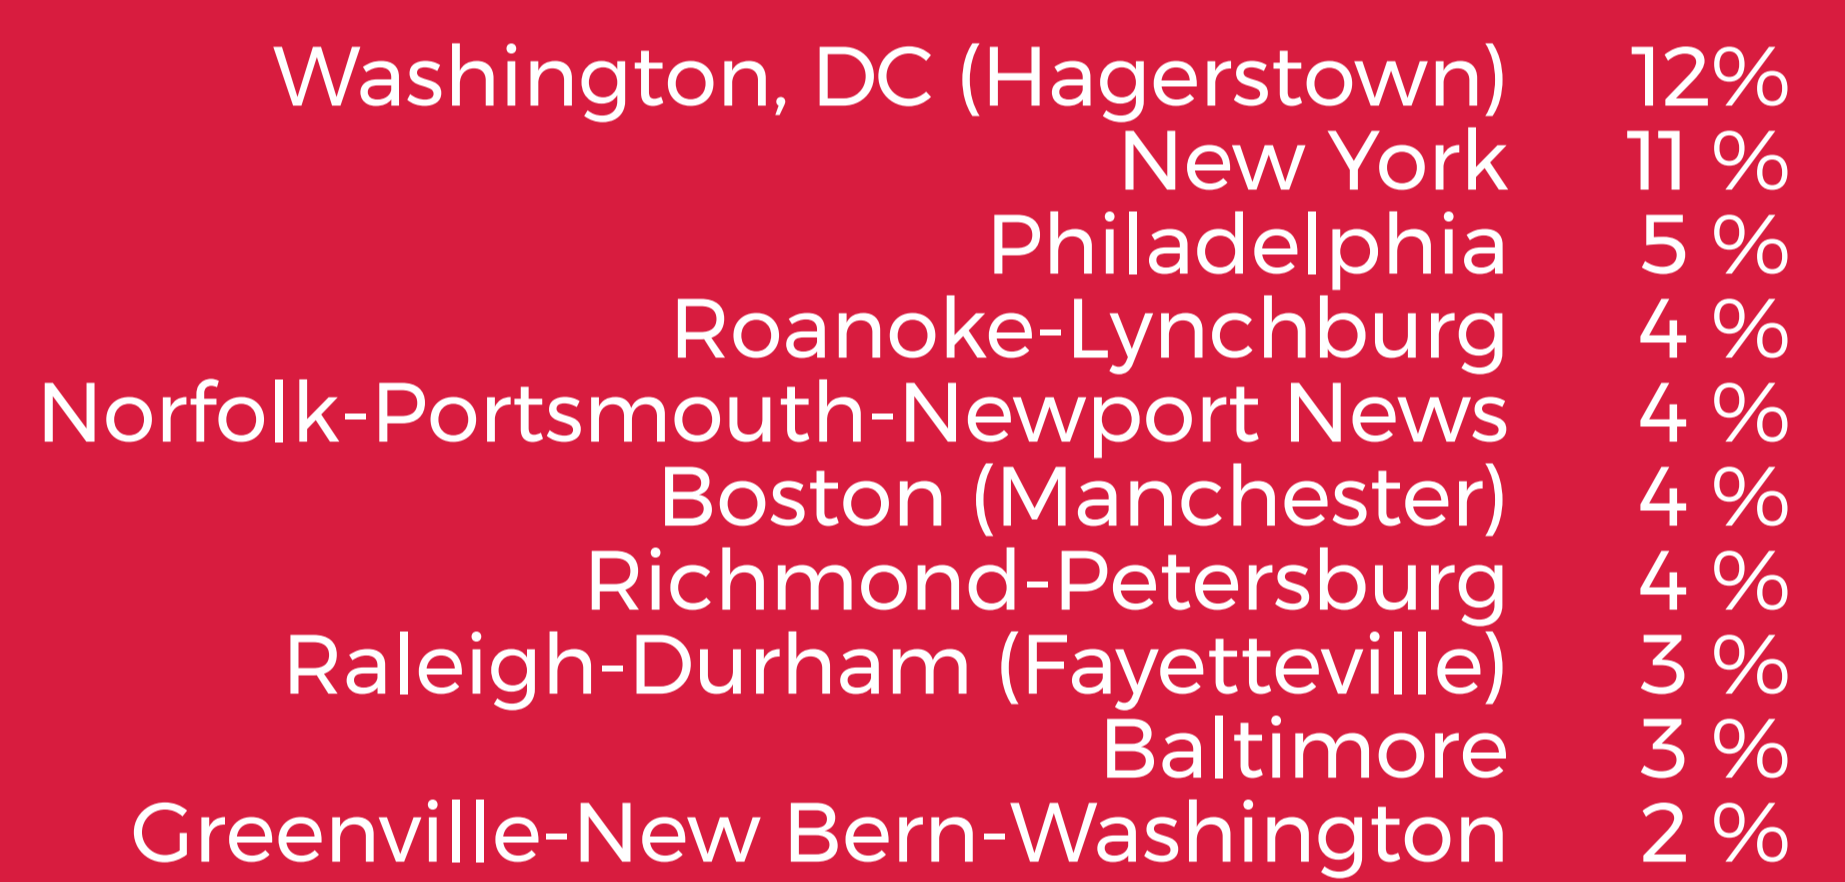 Washington, DC (Hagerstown) 12%
New York 11 %
Philadelphia 5 %
Roanoke-Lynchburg 4 %
Norfolk-Portsmouth-Newport News 4 %
Boston (Manchester) 4 %
Richmond-Petersburg 4 %
Raleigh-Durham (Fayetteville) 3 %
Baltimore 3 %
Greenville-New Bern-Washington 2 %